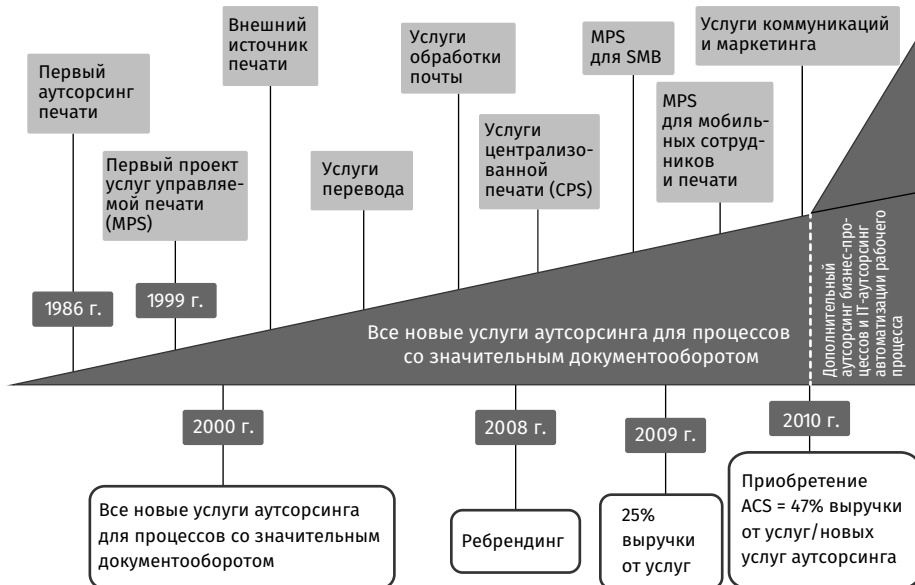 Первый
аутсорсинг
печати
Внешний
источник
печати
Услуги
обработки
почты
MPS
для SMB
Услуги коммуникаций
и маркетинга
Первый проект
услуг управляе-
мой печати
(MPS)
Услуги
перевода
Услуги
централизо-
ванной
печати (CPS)
MPS
для мобиль-
ных сотруд-
ников
и печати
1986 г.
1999 г.
Все новые услуги аутсорсинга для процессов
со значительным документооборотом
Дополнительный
аутсорсинг бизнес-про-
цессов и IT-аутсорсинг
автоматизации рабочего
процесса
2000 г.
2008 г.
2009 г.
2010 г.
Все новые услуги аутсорсинга
для процессов со значительным
документооборотом
Ребрендинг
25%
выручки
от услуг
Приобретение
ACS = 47% выручки
от услуг/новых
услуг аутсорсинга